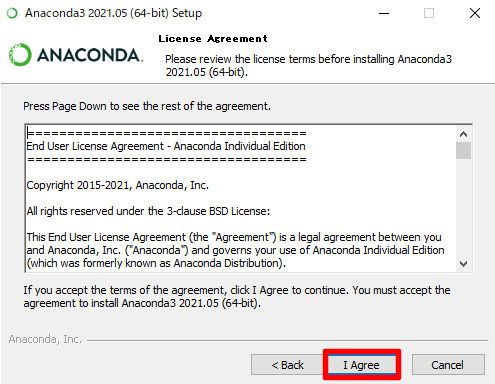 Anaconda3 2021.05 (64-bit) Setup
License Agreement
Please review the license terms before installing Anaconda3
2021.05 (64-bit).
ANACONDA.
Press Page Down to see the rest of the agreement.
===================================
End User License Agreement - Anaconda Individual Edition
===================================
Copyright 2015-2021, Anaconda, Inc.
All rights reserved under the 3-clause BSD License:
This End User License Agreement (the "Agreement") is a legal agreement between you
and Anaconda, Inc. ("Anaconda") and governs your use of Anaconda Individual Edition
(which was formerly known as Anaconda Distribution).
If you accept the terms of the agreement, click I Agree to continue. You must accept the
agreement to install Anaconda3 2021.05 (64-bit).
Anaconda, Inc.
< Back
I Agree
Cancel